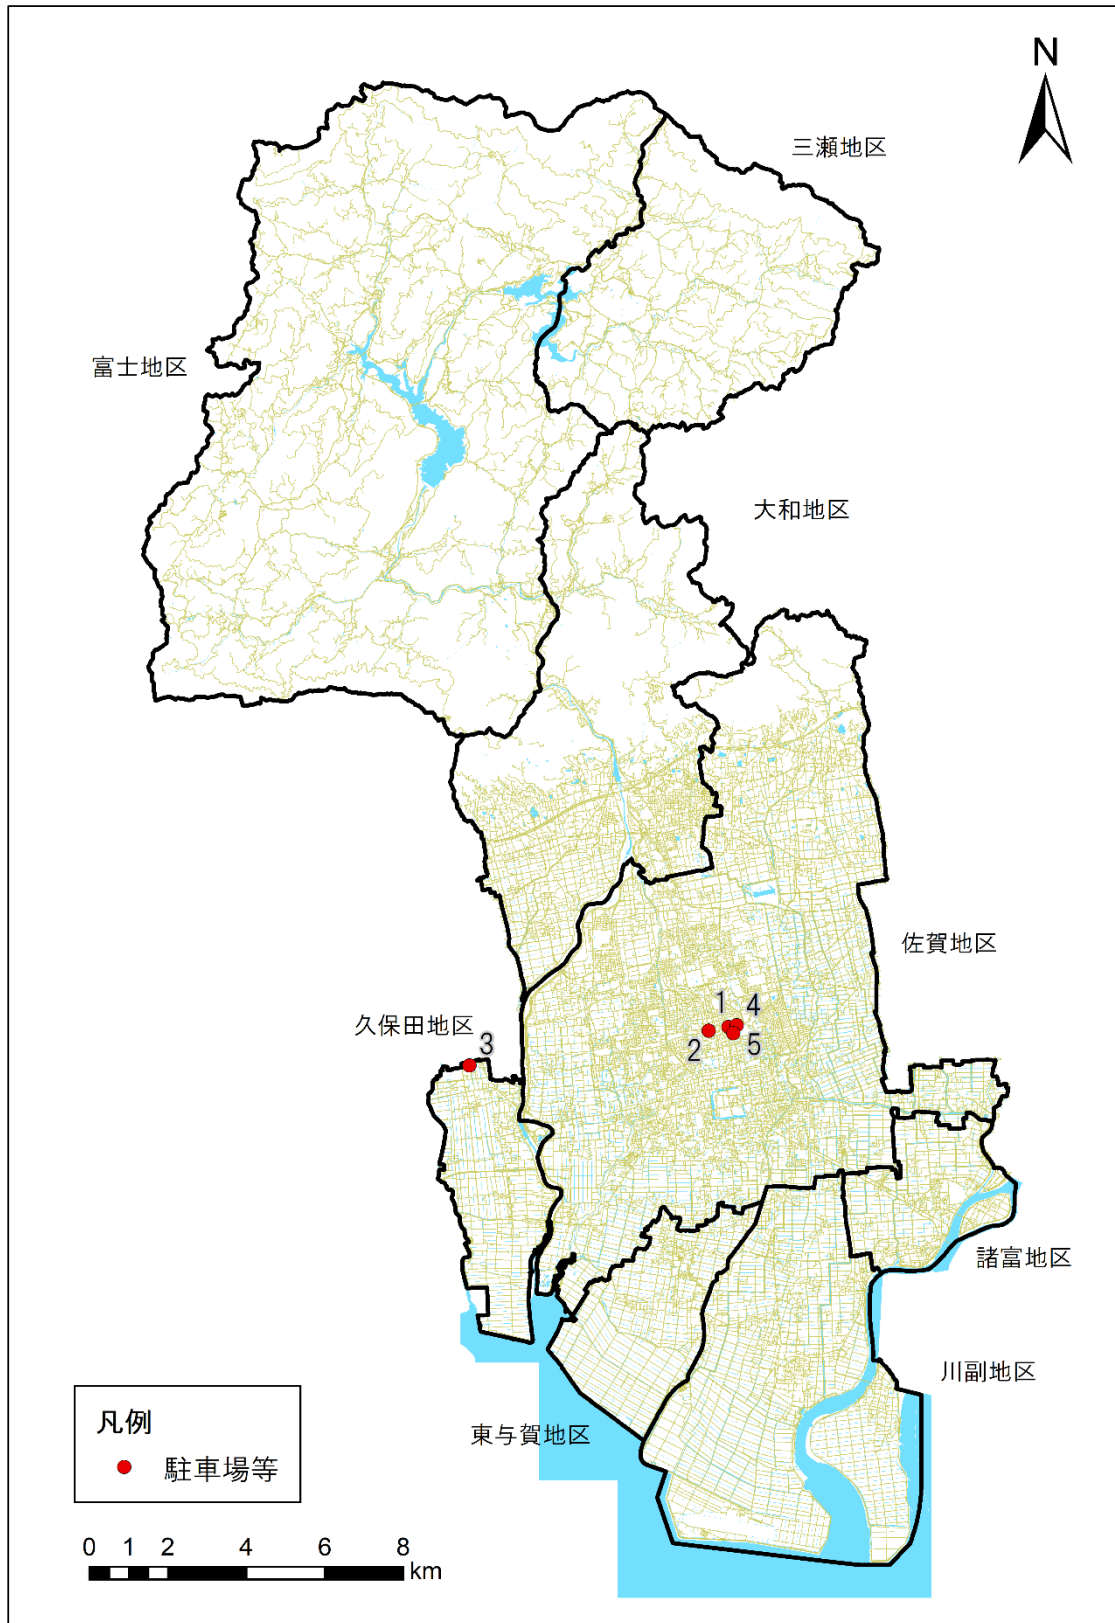 N
三瀬地区
富士地区
大和地区
佐賀地区
1
4
久保田地区
2
5
3
諸富地区
川副地区
東与賀地区
凡例
駐車場等
0 1 2 4 6 8
km